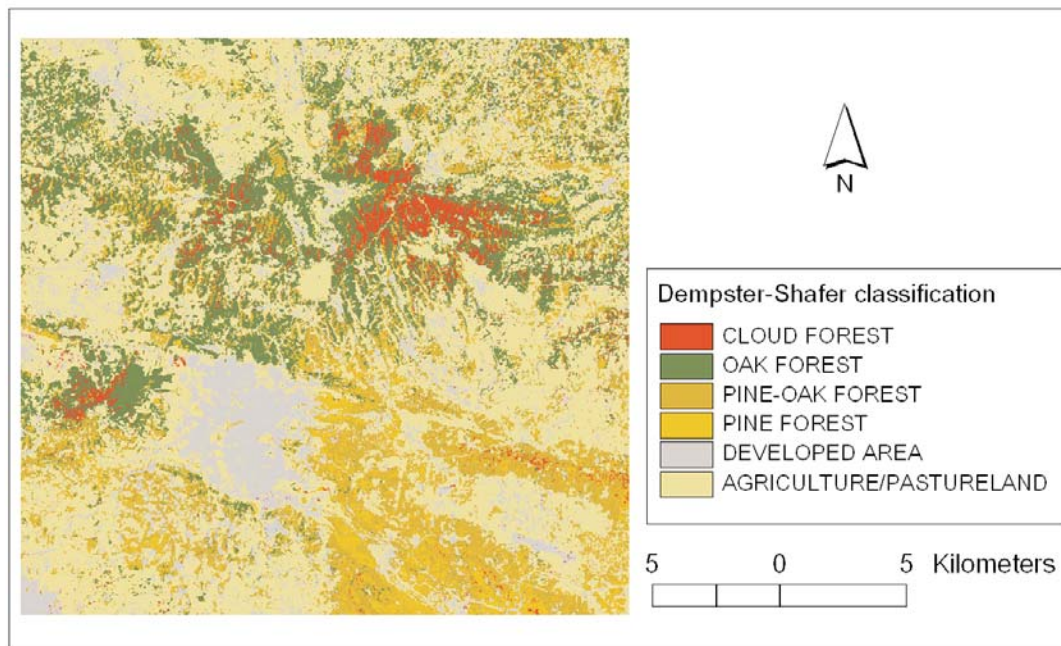 N
Dempster-Shafer classification
CLOUD FOREST
OAK FOREST
PINE-OAK FOREST
PINE FOREST
DEVELOPED AREA
AGRICULTURE/PASTURELAND
5 0 5 Kilometers